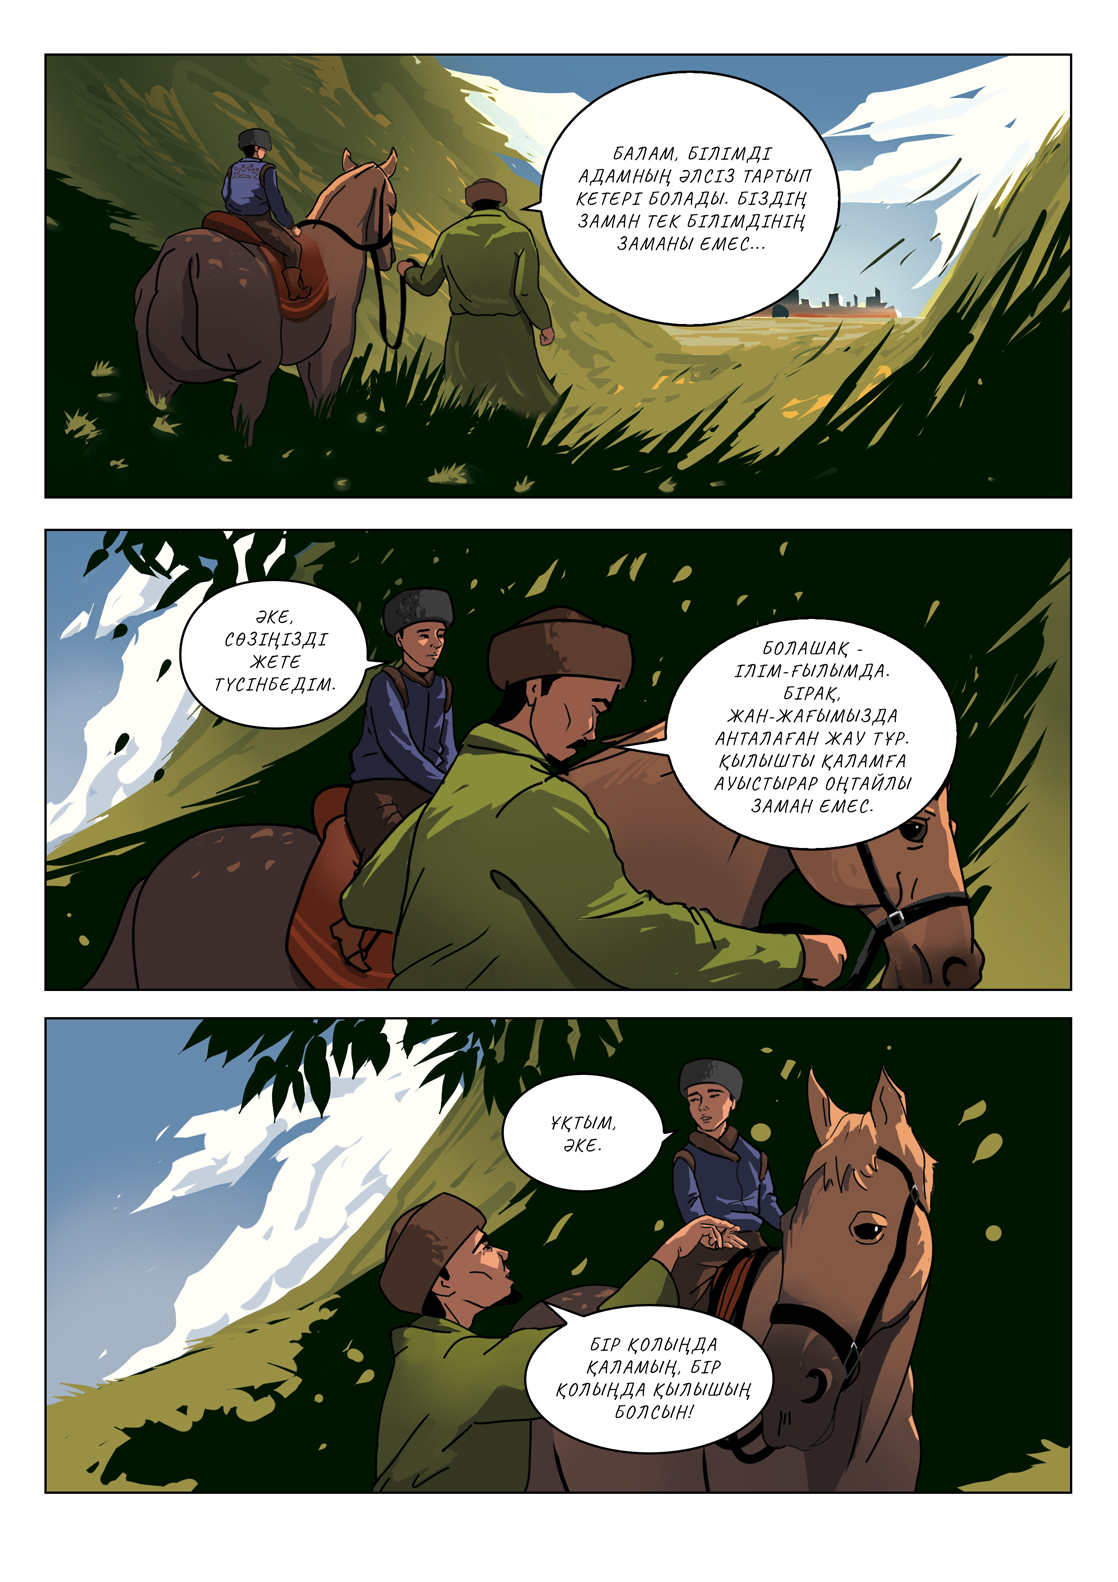 БАЛАМ, БІЛІМДІ
АДАМНЫҢ ӘЛСІЗ ТАРТЫП
КЕТЕРІ БОЛАДЫ. БІЗДІҢ
ЗАМАН ТЕК БІЛІМДІНІҢ
ЗАМАНЫ ЕМЕС...
ӘКЕ,
СӨЗІҢІЗДІ
ЖЕТЕ
ТҮСІНБЕДІМ.
БОЛАШАҚ -
ІЛІМ-ҒЫЛЫМДА.
БІРАҚ,
ЖАН-ЖАҒЫМЫЗДА
АНТАЛАҒАН ЖАУ ТҰР.
ҚЫЛЫШТЫ ҚАЛАМҒА
АУЫСТЫРАР ОҢТАЙЛЫ
ЗАМАН ЕМЕС.
ҰҚТЫМ,
ӘКЕ.
БІР ҚОЛЫҢДА
ҚАЛАМЫҢ, БІР
ҚОЛЫҢДА ҚЫЛЫШЫҢ
БОЛСЫН!